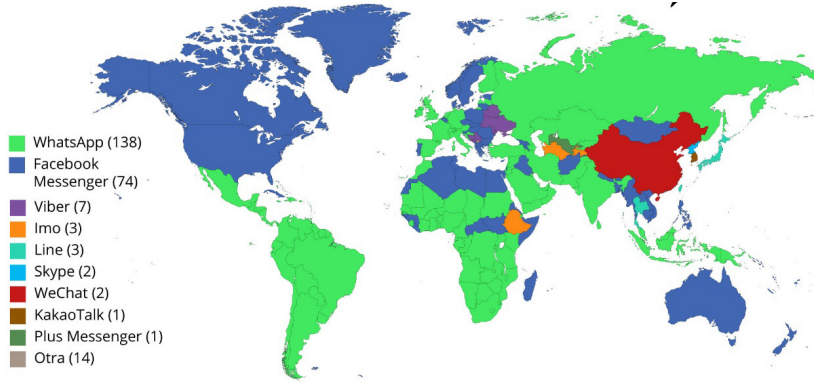 WhatsApp (138)
Facebook
Messenger (74)
Viber (7)
Imo (3)
Line (3)
Skype (2)
WeChat (2)
KakaoTalk (1)
Plus Messenger (1)
Otra (14)